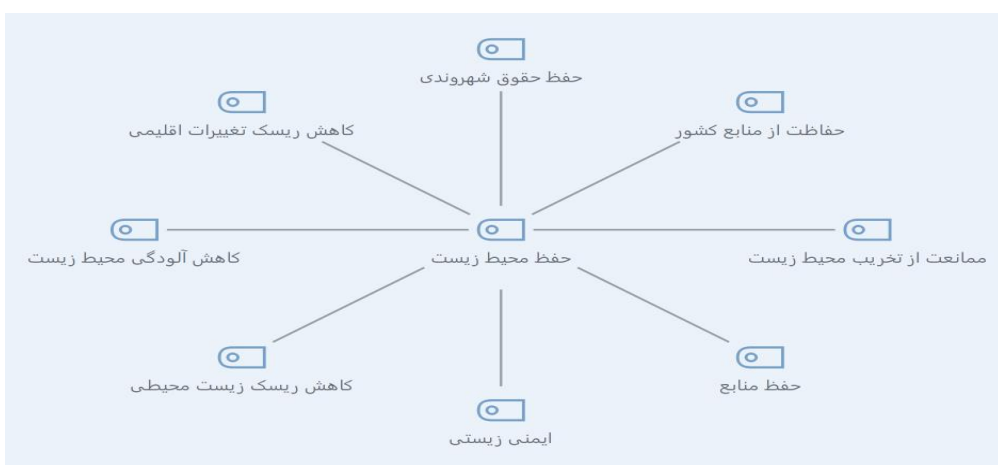 حفظ حقوق شهروندی
حفاظت از منابع کشور
کاهش ریسک تغییرات اقلیمی
ممانعت از تخریب محیط زیست
حفظ محیط زیست
کاهش آلودگی محیط زیست
حفظ منابع
کاهش ریسک زیست محیطی
ایمنی زیستی